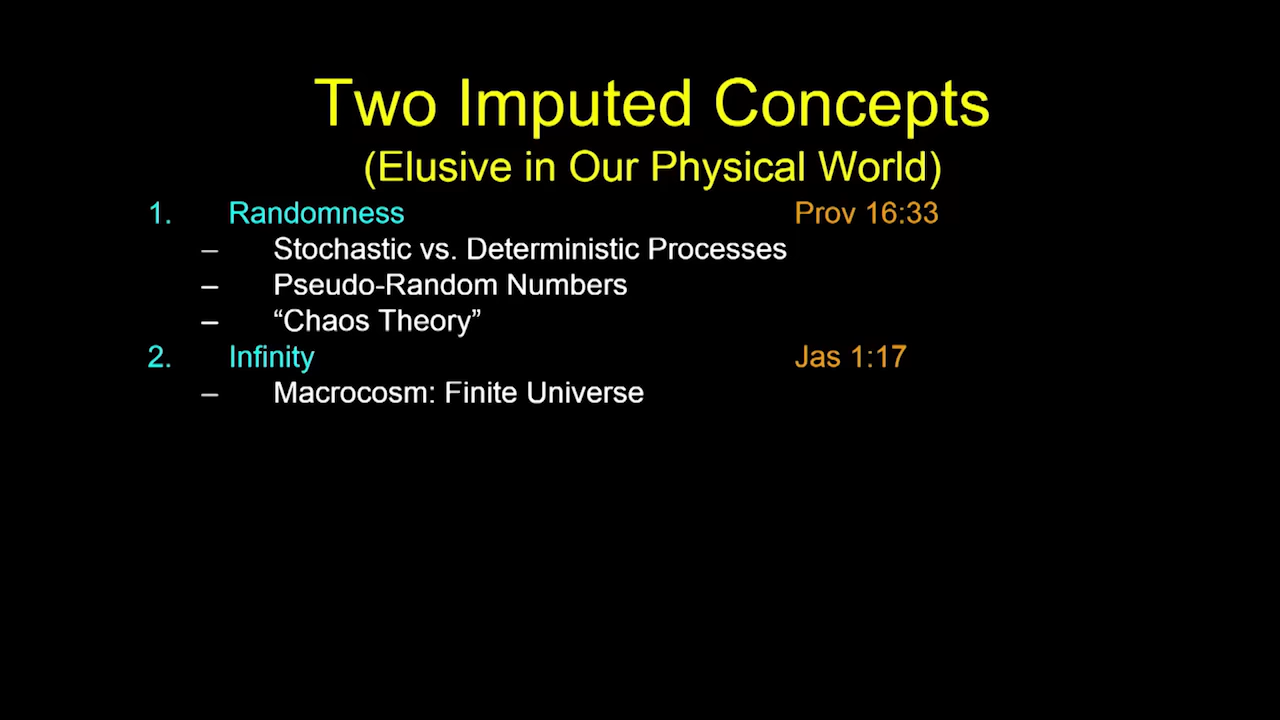 Two Imputed Concepts
(Elusive in Our Physical World)
1. Randomness Prov 16:33
– Stochastic vs. Deterministic Processes
– Pseudo-Random Numbers
– “Chaos Theory”
2. Infinity Jas 1:17
– Macrocosm: Finite Universe